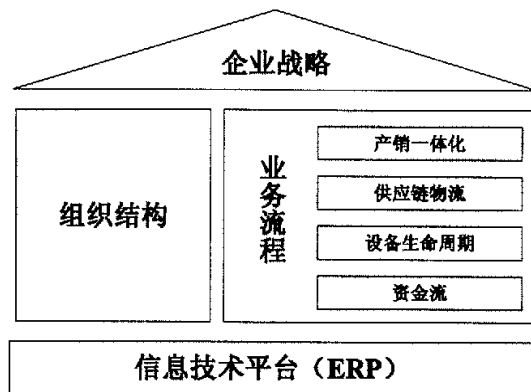 企业战略
组织结构
业务流程
产销一体化
供应链物流
设备生命周期
资金流
信息技术平台（ERP）